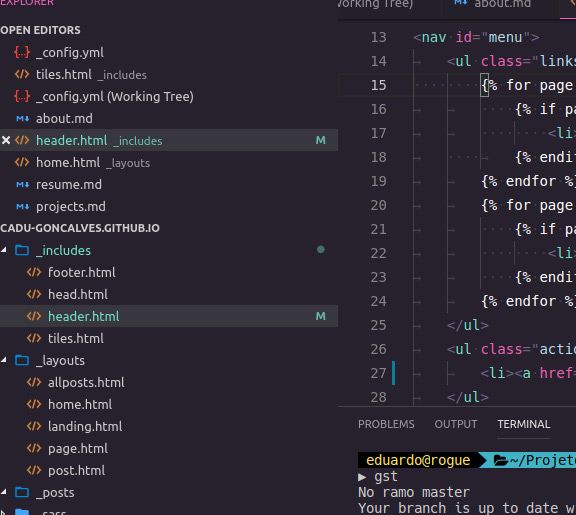 EXPLORER
OPEN EDITORS
{..} _config.yml
</> tiles.html _includes
{..} _config.yml (Working Tree)
M↓ about.md
× </> header.html _includes M
</> home.html _layouts
M↓ resume.md
M↓ projects.md
CADU-GONCALVES.GITHUB.IO
_includes
</> footer.html
</> head.html
</> header.html M
</> tiles.html
_layouts
</> allposts.html
</> home.html
</> landing.html
</> page.html
</> post.html
_posts
_sass
Working Tree) about.md
13 <nav id="menu">
14 <ul class="links
15 {% for page
16 {% if pa
17 <li>
18 {% endif
19 {% endfor %}
20 {% for page
21 {% if pa
22 <li>
23 {% endif
24 {% endfor %}
25 </ul>
26 <ul class="actio
27 <li><a href=
28 </ul>
PROBLEMS OUTPUT TERMINAL
eduardo@rogue ~/Projeto
▶ gst
No ramo master
Your branch is up to date w